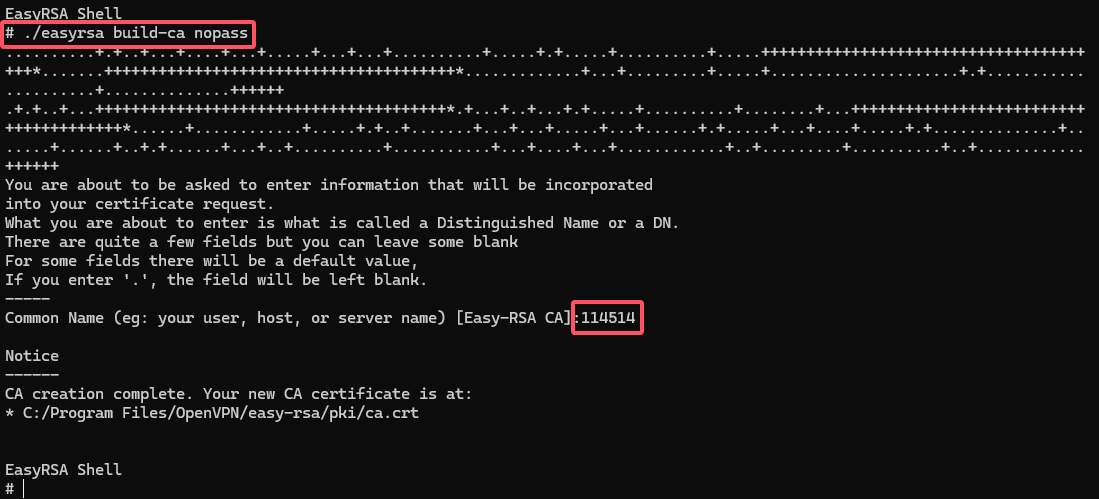 EasyRSA Shell
# ./easyrsa build-ca nopass
..........+.+..+...+....+...+.....+...+...+..........+.....+.+.....+..........+.....++++++++++++++++++++++++++++++++++++
+++*.......+++++++++++++++++++++++++++++++++++++++*.............+...+.........+.....+.....................+.+...........
..........+..............++++++
.+.+..+...+++++++++++++++++++++++++++++++++++++++*.+...+..+...+.+.....+..........+........+...++++++++++++++++++++++++++
+++++++++++++*......+............+.....+.+..+.......+...+...+.....+...+......+.+.....+...+....+.....+.+..............+..
.....+......+..+.+......+...+..+..........+...........+...+....+...+............+..+.........+..........+..+............
++++++
You are about to be asked to enter information that will be incorporated
into your certificate request.
What you are about to enter is what is called a Distinguished Name or a DN.
There are quite a few fields but you can leave some blank
For some fields there will be a default value,
If you enter '.', the field will be left blank.
-----
Common Name (eg: your user, host, or server name) [Easy-RSA CA]:114514
Notice
------
CA creation complete. Your new CA certificate is at:
* C:/Program Files/OpenVPN/easy-rsa/pki/ca.crt
EasyRSA Shell
#